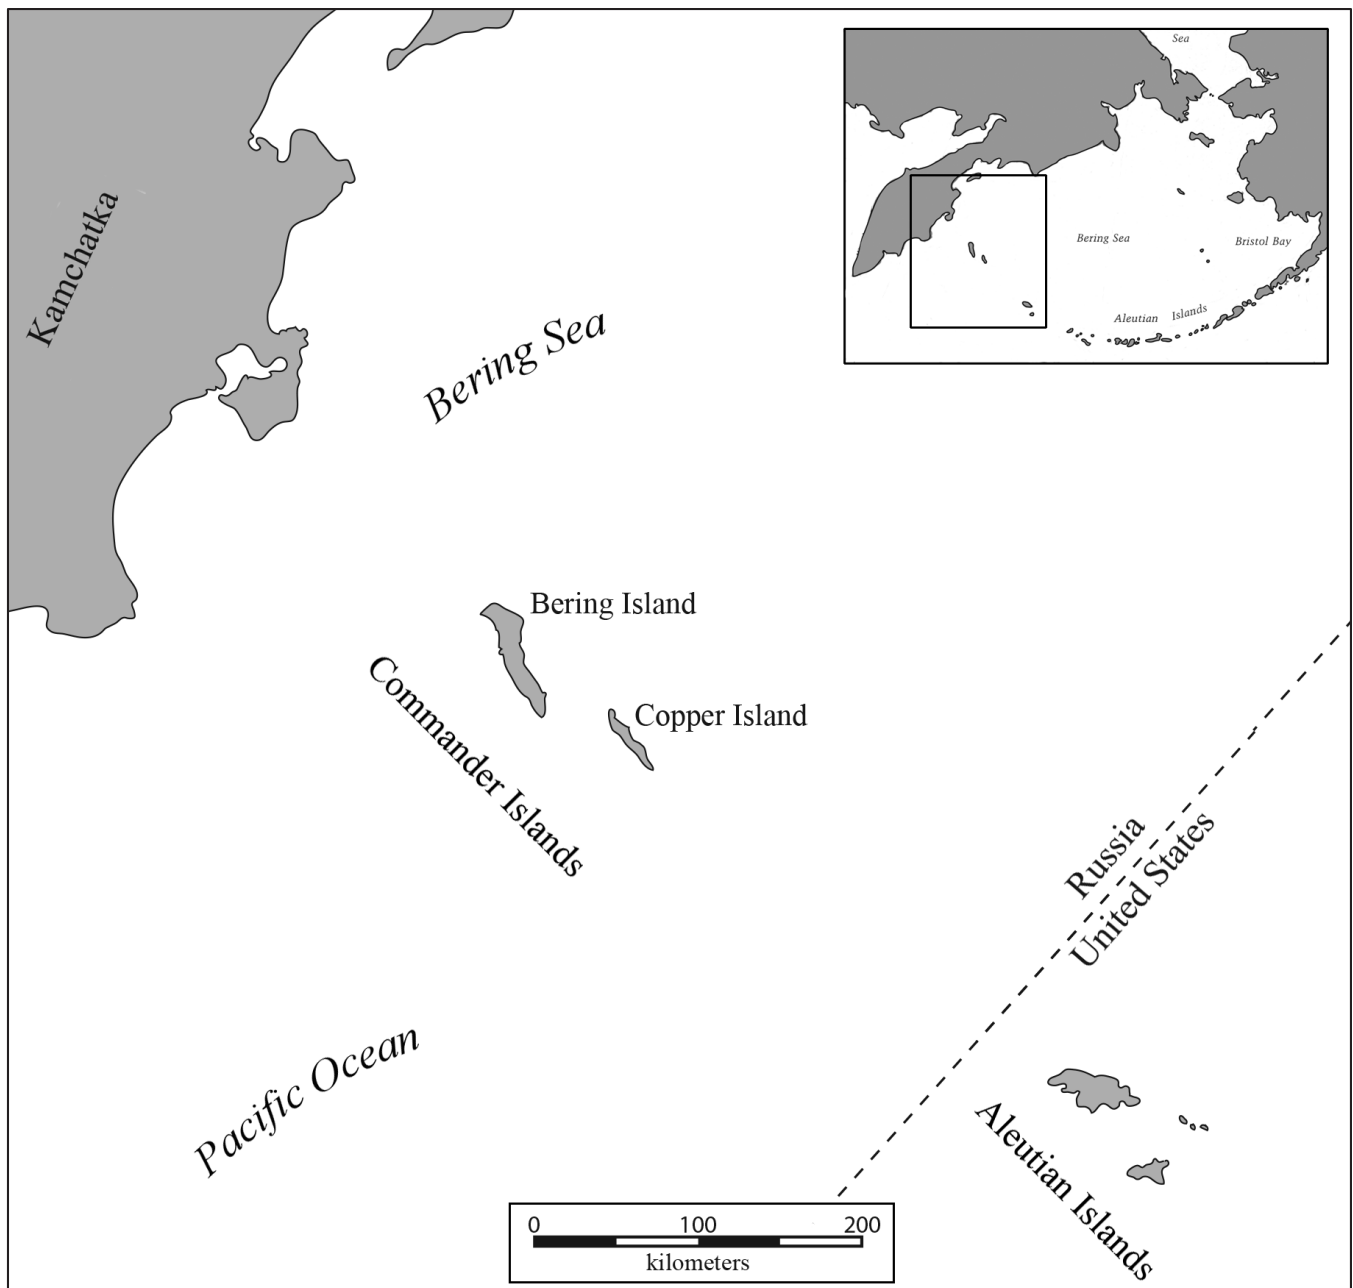 Sea
Kamchatka
Bering Sea
Bristol Bay
Aleutian Islands
Bering Sea
Bering Island
Copper Island
Commander Islands
Russia
United States
Pacific Ocean
Aleutian Islands
0 100 200
kilometers